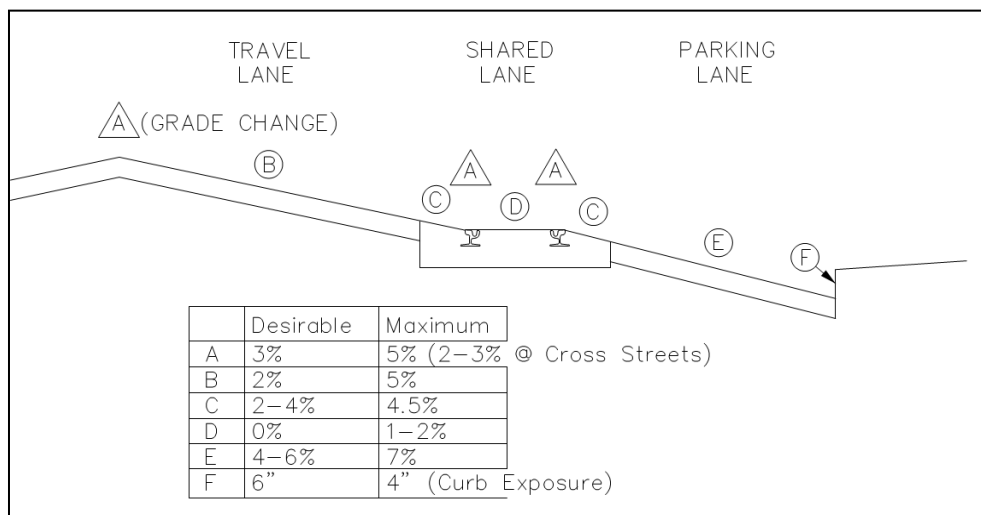 TRAVEL LANE
SHARED LANE
PARKING LANE
A (GRADE CHANGE)
B
A
A
C
D
C
E
F
Desirable Maximum
A 3% 5% (2-3% @ Cross Streets)
B 2% 5%
C 2-4% 4.5%
D 0% 1-2%
E 4-6% 7%
F 6" 4" (Curb Exposure)